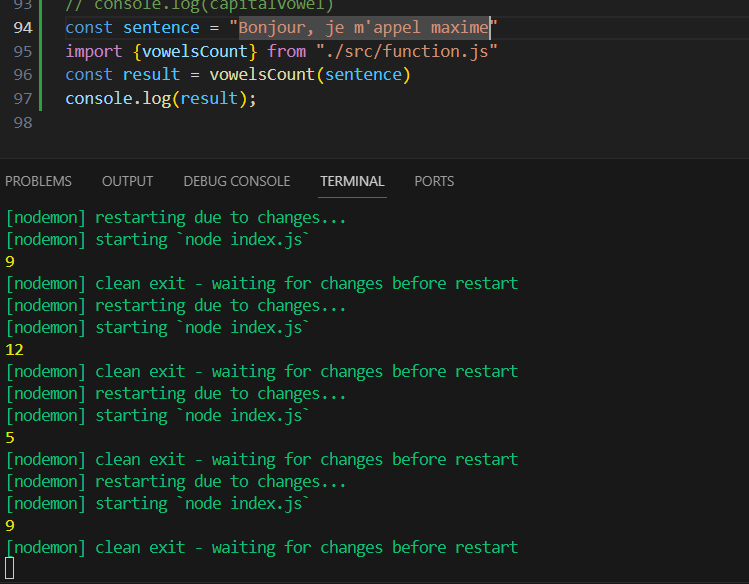 93 // console.log(capitalVowel)
94 const sentence = "Bonjour, je m'appel maxime"
95 import {vowelsCount} from "./src/function.js"
96 const result = vowelsCount(sentence)
97 console.log(result);
98
PROBLEMS OUTPUT DEBUG CONSOLE TERMINAL PORTS
[nodemon] restarting due to changes...
[nodemon] starting `node index.js`
9
[nodemon] clean exit - waiting for changes before restart
[nodemon] restarting due to changes...
[nodemon] starting `node index.js`
12
[nodemon] clean exit - waiting for changes before restart
[nodemon] restarting due to changes...
[nodemon] starting `node index.js`
5
[nodemon] clean exit - waiting for changes before restart
[nodemon] restarting due to changes...
[nodemon] starting `node index.js`
9
[nodemon] clean exit - waiting for changes before restart